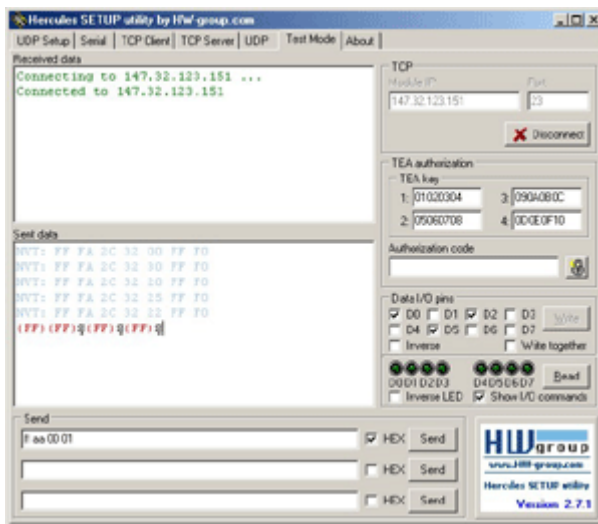 Hercules SETUP utility by HW-group.com
UDP Setup Serial TCP Client TCP Server UDP Test Mode About
Received data
Connecting to 147.32.123.151 ...
Connected to 147.32.123.151
TCP
Module IP Port
147.32.123.151 23
Disconnect
TEA authorization
TEA key
1: 01020304 3: 090A0B0C
2: 05060708 4: 0D0E0F10
Authorization code
Sent data
NVT: FF FA 2C 32 00 FF F0
NVT: FF FA 2C 32 30 FF F0
NVT: FF FA 2C 32 20 FF F0
NVT: FF FA 2C 32 25 FF F0
NVT: FF FA 2C 32 22 FF F0
(FF)(FF) (FF) (FF)
Data I/O pins
D0 D1 D2 D3 Write
D4 D5 D6 D7
Inverse Write together
D0D1D2D3 D4D5D6D7 Read
Inverse LED Show I/O commands
Send
ff aa 00 01 HEX Send
HEX Send
HEX Send
HW group
www.HW-group.com
Hercules SETUP utility
Version 2.7.1